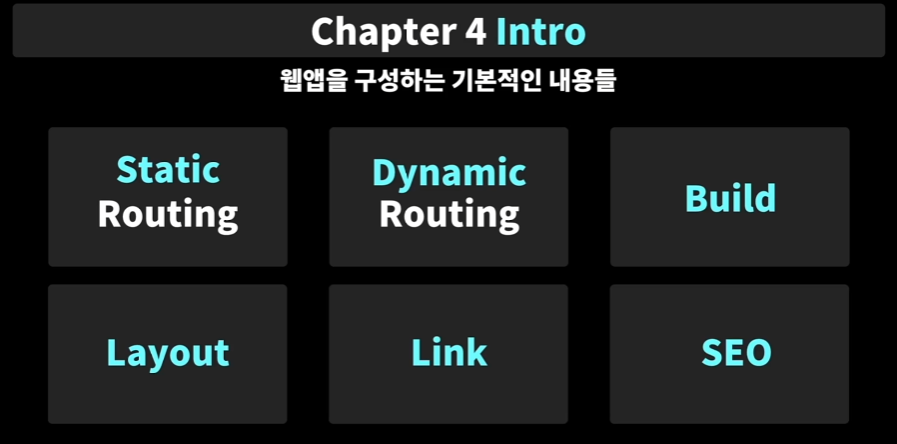 Chapter 4 Intro
웹앱을 구성하는 기본적인 내용들
Static
Routing
Dynamic
Routing
Build
Layout
Link
SEO